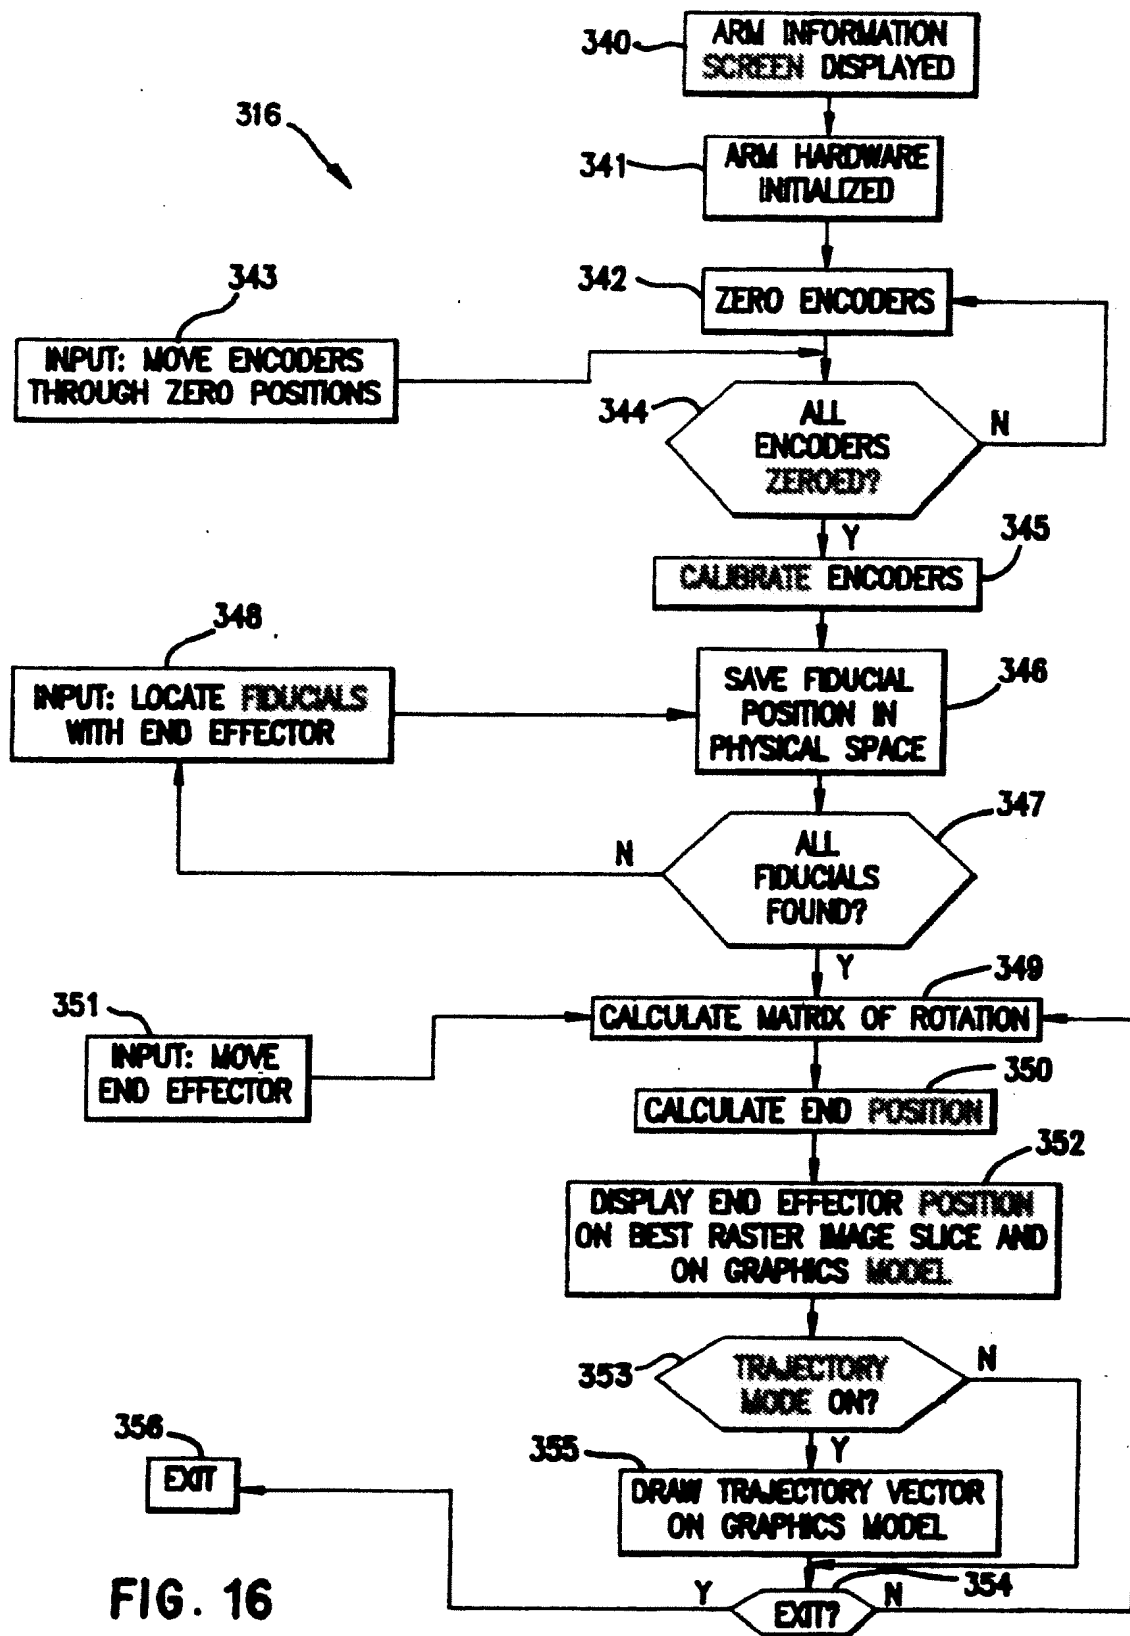 340
ARM INFORMATION
SCREEN DISPLAYED
316
341
ARM HARDWARE
INITIALIZED
343
342
ZERO ENCODERS
INPUT: MOVE ENCODERS
THROUGH ZERO POSITIONS
344
ALL
ENCODERS
ZEROED?
N
Y
345
CALIBRATE ENCODERS
348
INPUT: LOCATE FIDUCIALS
WITH END EFFECTOR
346
SAVE FIDUCIAL
POSITION IN
PHYSICAL SPACE
347
ALL
FIDUCIALS
FOUND?
N
Y
349
CALCULATE MATRIX OF ROTATION
351
INPUT: MOVE
END EFFECTOR
350
CALCULATE END POSITION
352
DISPLAY END EFFECTOR POSITION
ON BEST RASTER IMAGE SLICE AND
ON GRAPHICS MODEL
353
TRAJECTORY
MODE ON?
N
Y
356
EXIT
355
DRAW TRAJECTORY VECTOR
ON GRAPHICS MODEL
354
Y
EXIT?
N
FIG. 16